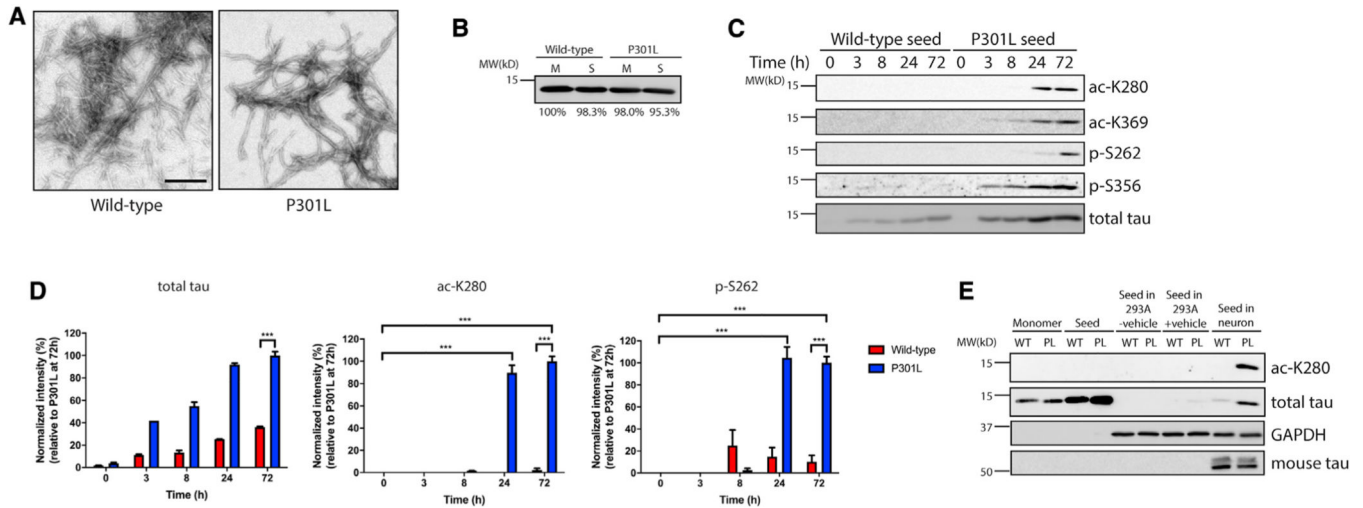 A
Wild-type
P301L
B
Wild-type P301L
MW(kD) M S M S
15
100% 98.3% 98.0% 95.3%
C
Wild-type seed P301L seed
Time (h) 0 3 8 24 72 0 3 8 24 72
MW(kD) 15 ac-K280
15 ac-K369
15 p-S262
15 p-S356
15 total tau
D
total tau
Normalized intensity (%)
(relative to P301L at 72h)
120
100
80
60
40
20
0
***
0 3 8 24 72
Time (h)
ac-K280
Normalized intensity (%)
(relative to P301L at 72h)
120
100
80
60
40
20
0
***
***
***
0 3 8 24 72
Time (h)
p-S262
Normalized intensity (%)
(relative to P301L at 72h)
120
100
80
60
40
20
0
***
***
***
0 3 8 24 72
Time (h)
Wild-type
P301L
E
Monomer
Seed
Seed in
293A
-vehicle
Seed in
293A
+vehicle
Seed in
neuron
MW(kD) WT PL WT PL WT PL WT PL WT PL
15 ac-K280
15 total tau
37 GAPDH
50 mouse tau